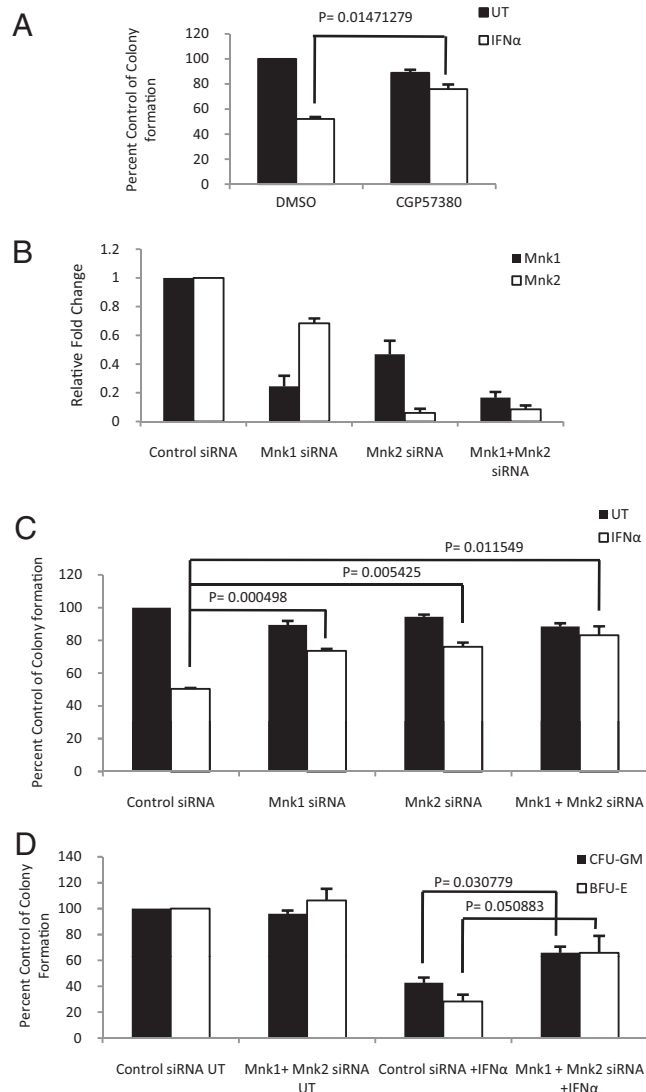 A
P= 0.01471279
UT
IFNα
Percent Control of Colony
formation
120
100
80
60
40
20
0
DMSO
CGP57380
B
Mnk1
Mnk2
Relative Fold Change
1.2
1
0.8
0.6
0.4
0.2
0
Control siRNA
Mnk1 siRNA
Mnk2 siRNA
Mnk1+Mnk2
siRNA
C
UT
IFNα
P= 0.011549
P= 0.005425
P= 0.000498
Percent Control of Colony formation
120
100
80
60
40
20
0
Control siRNA
Mnk1 siRNA
Mnk2 siRNA
Mnk1 + Mnk2 siRNA
D
CFU-GM
BFU-E
P= 0.030779
P= 0.050883
Percent Control of Colony
Formation
140
120
100
80
60
40
20
0
Control siRNA UT
Mnk1+ Mnk2 siRNA
UT
Control siRNA +IFNα
Mnk1 + Mnk2 siRNA
+IFNα